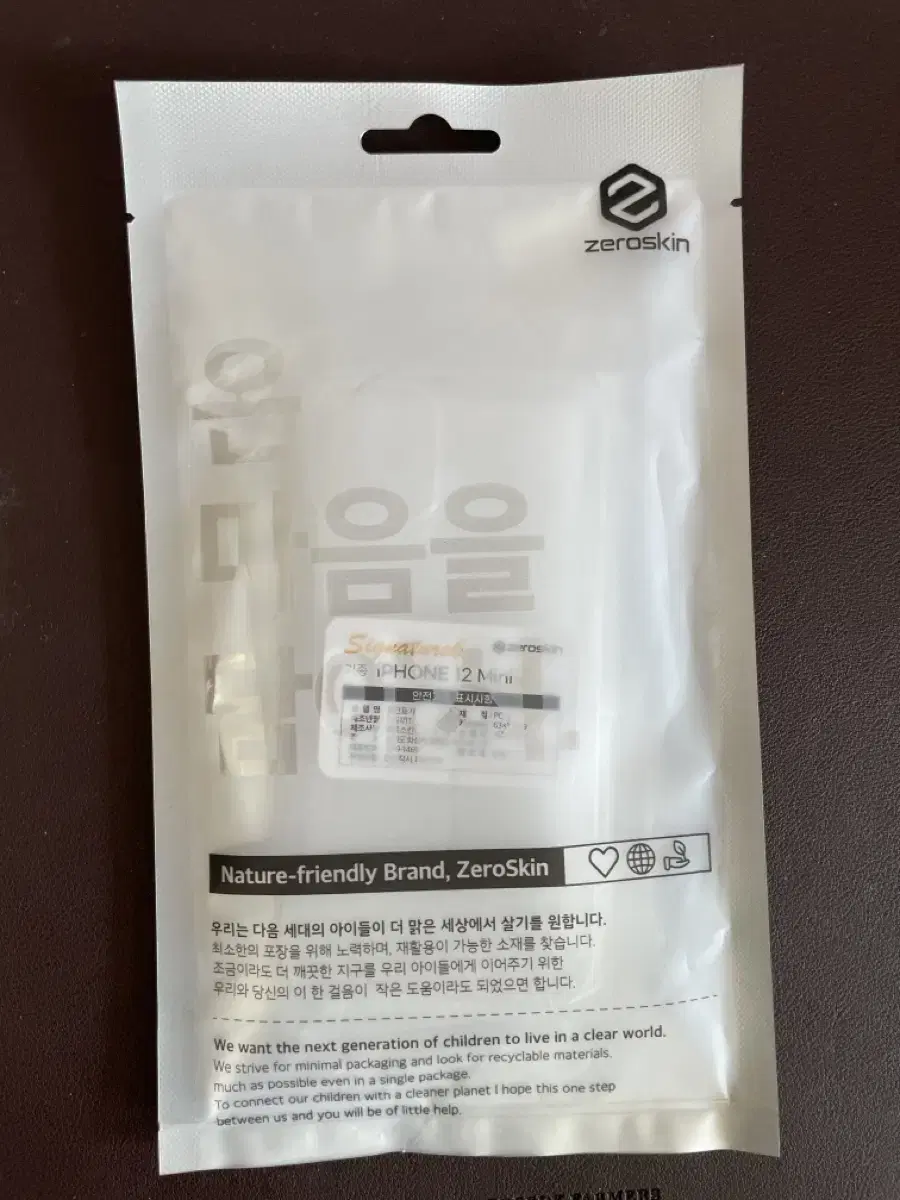 zeroskin
온
마음을
담아서.
Signature
zeroskin
기종 iPHONE 12 Mini
Nature-friendly Brand, ZeroSkin
우리는 다음 세대의 아이들이 더 맑은 세상에서 살기를 원합니다.
최소한의 포장을 위해 노력하며, 재활용이 가능한 소재를 찾습니다.
조금이라도 더 깨끗한 지구를 우리 아이들에게 이어주기 위한
우리와 당신의 이 한 걸음이 작은 도움이라도 되었으면 합니다.
We want the next generation of children to live in a clear world.
We strive for minimal packaging and look for recyclable materials.
much as possible even in a single package.
To connect our children with a cleaner planet I hope this one step
between us and you will be of little help.
FARMERS